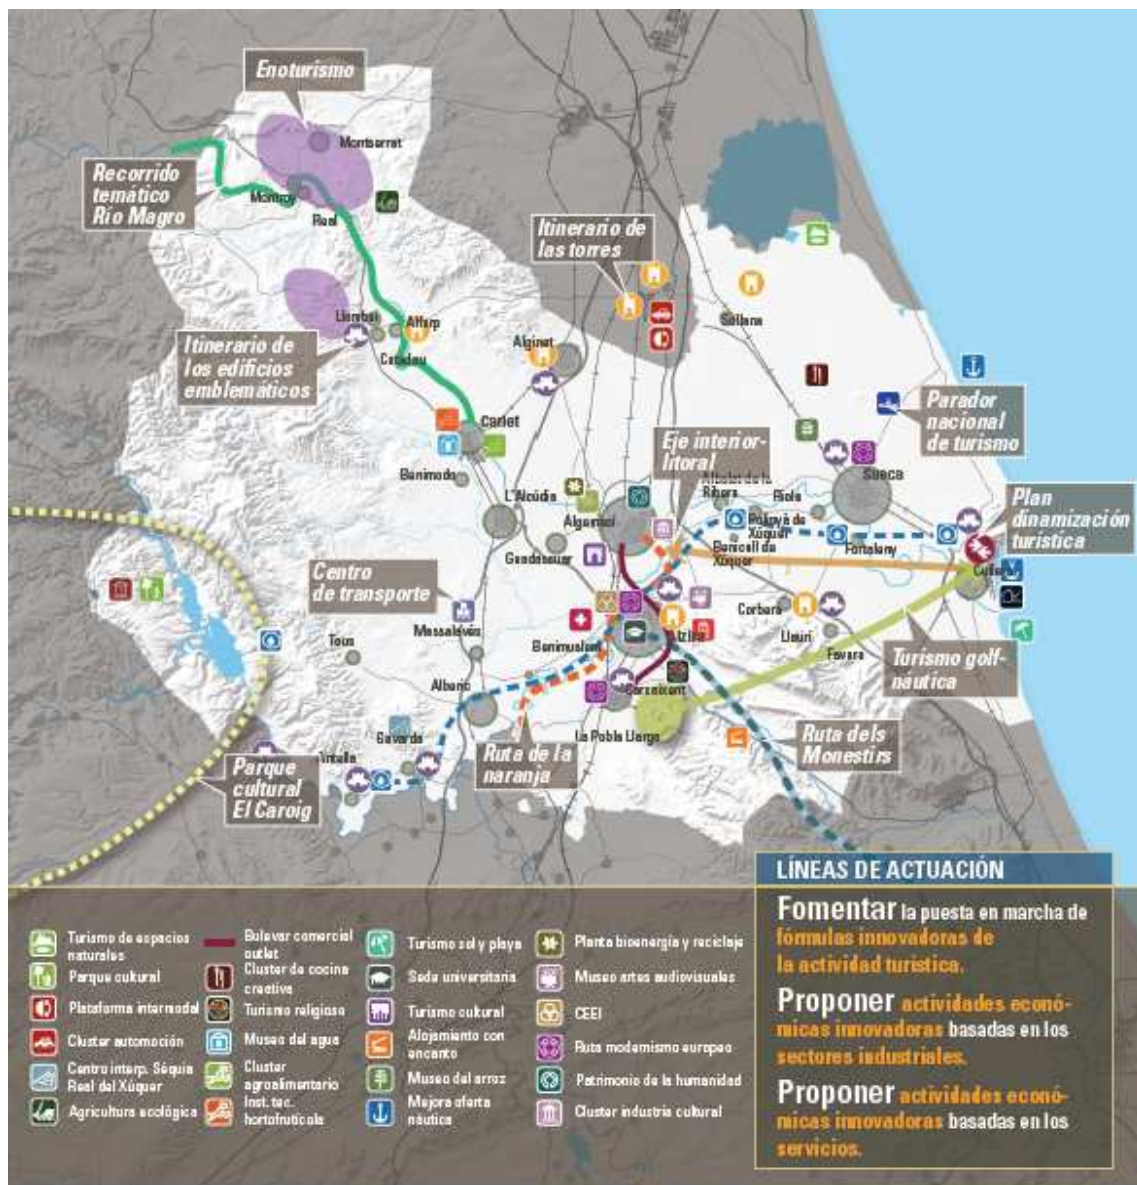 Enoturismo
Montserrat
Recorrido
temático
Río Magro
Montroy
Real
Itinerario de
las torres
Llombai
Alfarp
Itinerario de
los edificios
emblemáticos
Catadau
Alginet
Sollana
Carlet
Parador
nacional
de turismo
Eje interior-
litoral
Benimodo
L'Alcúdia
Albalat de la
Ribera
Riola
Sueca
Algemesí
Polinyà de
Xúquer
Plan
dinamización
turística
Guadassuar
Benicull de
Xúquer
Fortaleny
Cullera
Centro
de transporte
Massalavés
Corbera
Alzira
Llaurí
Tous
Benimuslem
Favara
Turismo golf-
náutica
Alberic
Carcaixent
Gavarda
Ruta de la
naranja
La Pobla Llarga
Ruta dels
Monestirs
Antella
Parque
cultural
El Caroig
LÍNEAS DE ACTUACIÓN
Fomentar la puesta en marcha de
fórmulas innovadoras de
la actividad turística.
Proponer actividades econó-
micas innovadoras basadas en los
sectores industriales.
Proponer actividades econó-
micas innovadoras basadas en los
servicios.
Turismo de espacios
naturales
Parque cultural
Plataforma intermodal
Cluster automoción
Centro interp. Séquia
Real del Xúquer
Agricultura ecológica
Bulevar comercial
outlet
Cluster de cocina
creativa
Turismo religioso
Museo del agua
Cluster
agroalimentario
Inst. tec.
hortofrutícola
Turismo sol y playa
Sede universitaria
Turismo cultural
Alojamiento con
encanto
Museo del arroz
Mejora oferta
náutica
Planta bioenergía y reciclaje
Museo artes audiovisuales
CEEI
Ruta modernismo europeo
Patrimonio de la humanidad
Cluster industria cultural